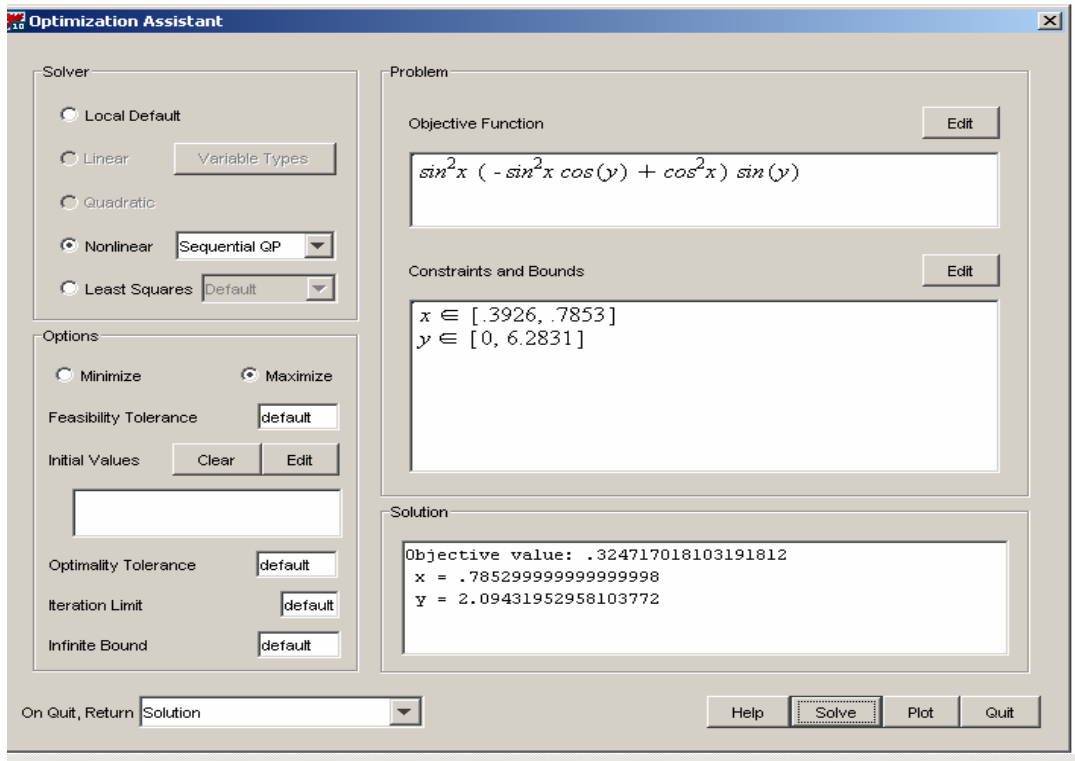 Optimization Assistant
Solver
Local Default
Linear Variable Types
Quadratic
Nonlinear Sequential QP
Least Squares Default
Options
Minimize Maximize
Feasibility Tolerance default
Initial Values Clear Edit
Optimality Tolerance default
Iteration Limit default
Infinite Bound default
Problem
Objective Function Edit
sin²x ( - sin²x cos(y) + cos²x ) sin(y)
Constraints and Bounds Edit
x ∈ [.3926, .7853]
y ∈ [0, 6.2831]
Solution
Objective value: .324717018103191812
x = .785299999999999998
y = 2.09431952958103772
On Quit, Return Solution
Help Solve Plot Quit